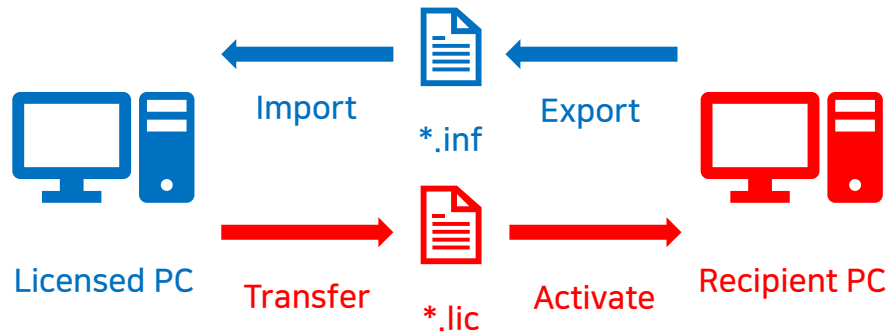 Import
Export
*.inf
Licensed PC
Transfer
*.lic
Activate
Recipient PC